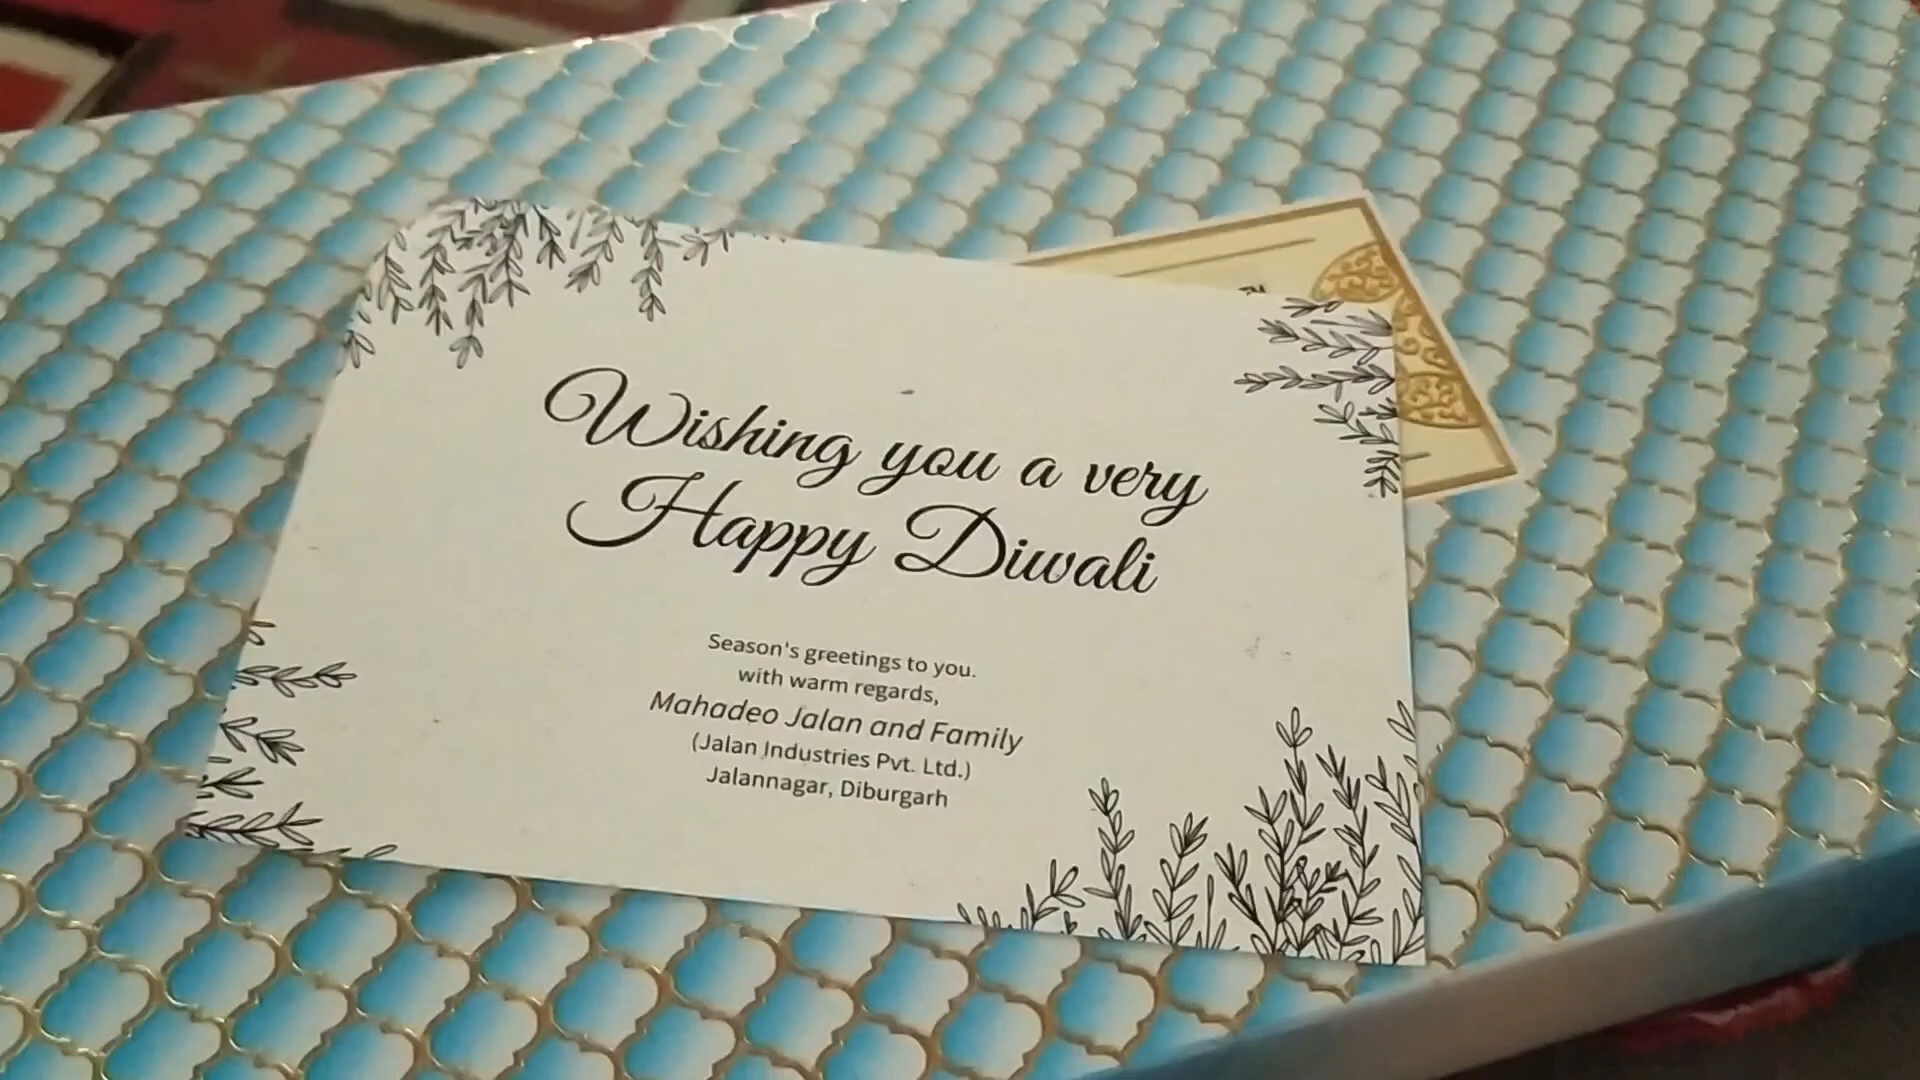 Wishing you a very
Happy Diwali
Season's greetings to you.
with warm regards,
Mahadeo Jalan and Family
(Jalan Industries Pvt. Ltd.)
Jalannagar, Diburgarh